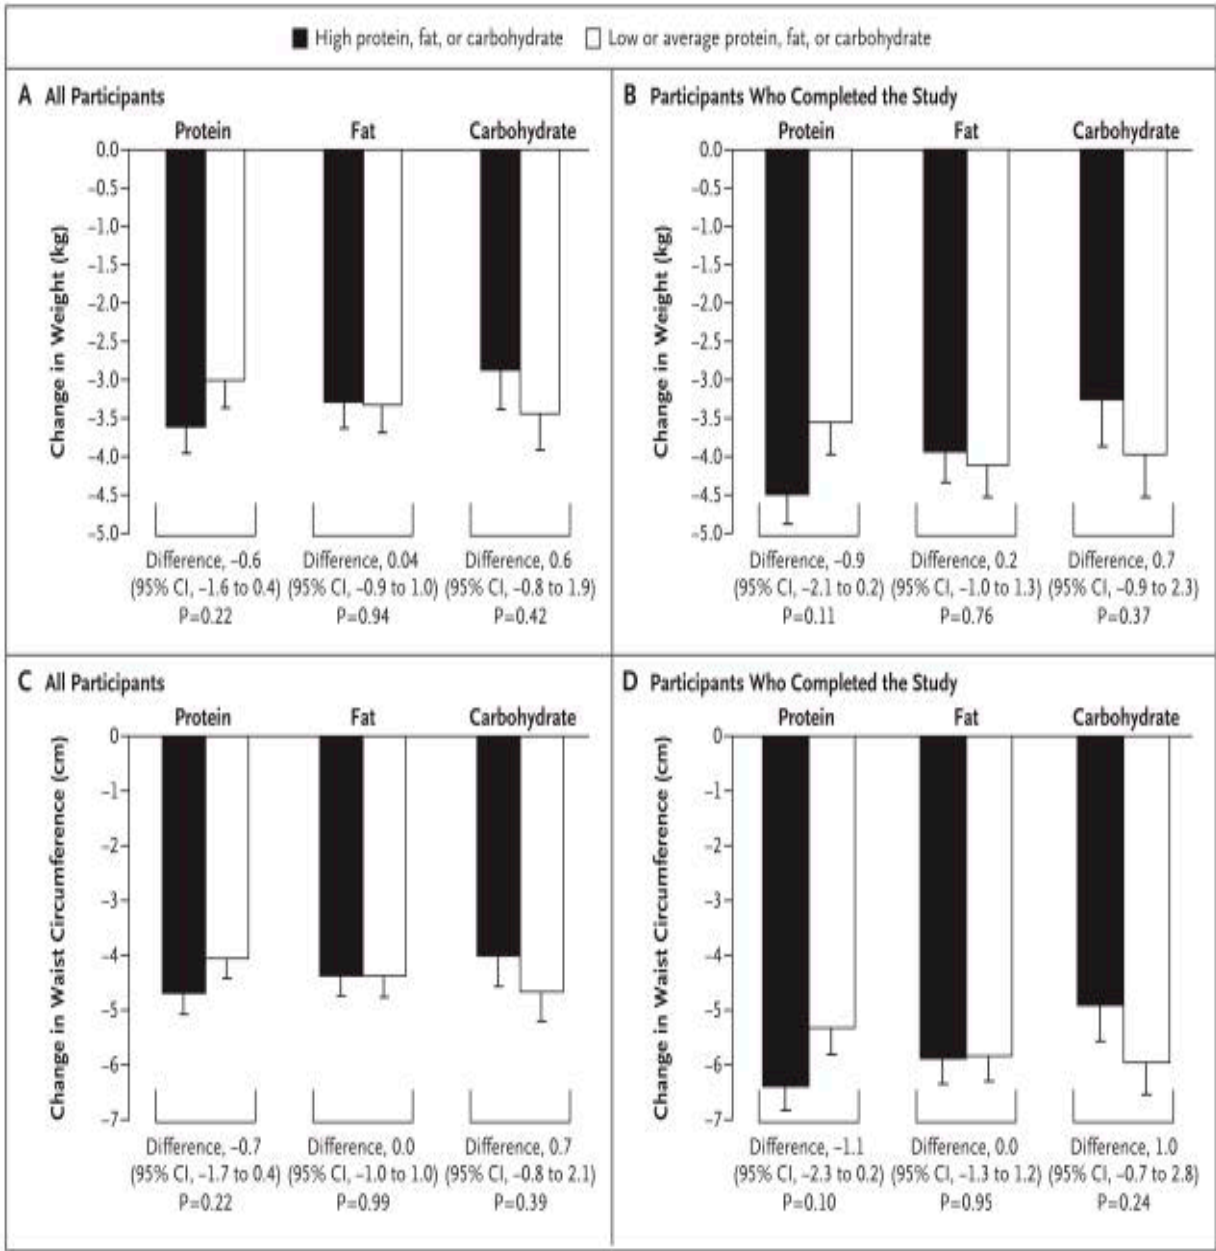 High protein, fat, or carbohydrate Low or average protein, fat, or carbohydrate
A All Participants
Protein Fat Carbohydrate
Change in Weight (kg)
0.0
–0.5
–1.0
–1.5
–2.0
–2.5
–3.0
–3.5
–4.0
–4.5
–5.0
Difference, –0.6 Difference, 0.04 Difference, 0.6
(95% CI, –1.6 to 0.4) (95% CI, –0.9 to 1.0) (95% CI, –0.8 to 1.9)
P=0.22 P=0.94 P=0.42
B Participants Who Completed the Study
Protein Fat Carbohydrate
Change in Weight (kg)
0.0
–0.5
–1.0
–1.5
–2.0
–2.5
–3.0
–3.5
–4.0
–4.5
–5.0
Difference, –0.9 Difference, 0.2 Difference, 0.7
(95% CI, –2.1 to 0.2) (95% CI, –1.0 to 1.3) (95% CI, –0.9 to 2.3)
P=0.11 P=0.76 P=0.37
C All Participants
Protein Fat Carbohydrate
Change in Waist Circumference (cm)
0
–1
–2
–3
–4
–5
–6
–7
Difference, –0.7 Difference, 0.0 Difference, 0.7
(95% CI, –1.7 to 0.4) (95% CI, –1.0 to 1.0) (95% CI, –0.8 to 2.1)
P=0.22 P=0.99 P=0.39
D Participants Who Completed the Study
Protein Fat Carbohydrate
Change in Waist Circumference (cm)
0
–1
–2
–3
–4
–5
–6
–7
Difference, –1.1 Difference, 0.0 Difference, 1.0
(95% CI, –2.3 to 0.2) (95% CI, –1.3 to 1.2) (95% CI, –0.7 to 2.8)
P=0.10 P=0.95 P=0.24